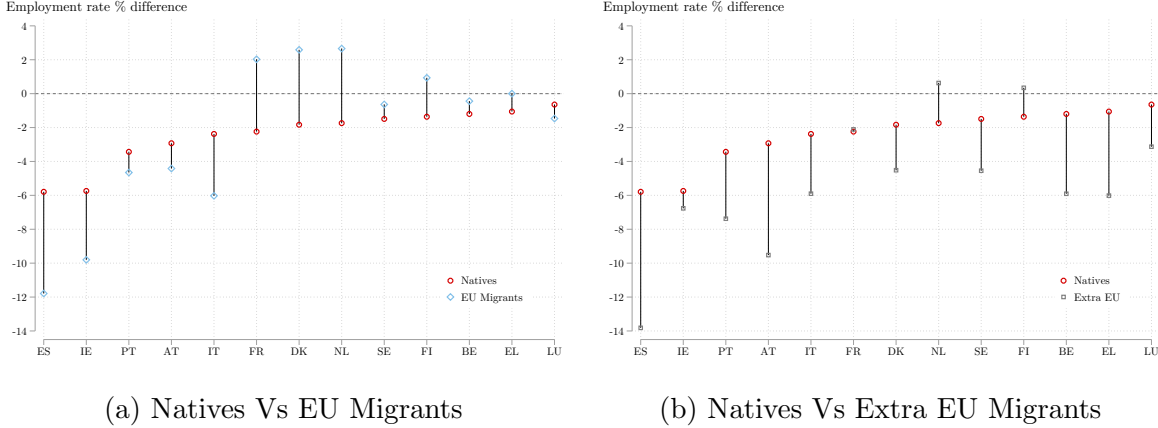 Employment rate % difference
4
2
0
-2
-4
-6
-8
-10
-12
-14
Natives
EU Migrants
ES IE PT AT IT FR DK NL SE FI BE EL LU
(a) Natives Vs EU Migrants
Employment rate % difference
4
2
0
-2
-4
-6
-8
-10
-12
-14
Natives
Extra EU
ES IE PT AT IT FR DK NL SE FI BE EL LU
(b) Natives Vs Extra EU Migrants